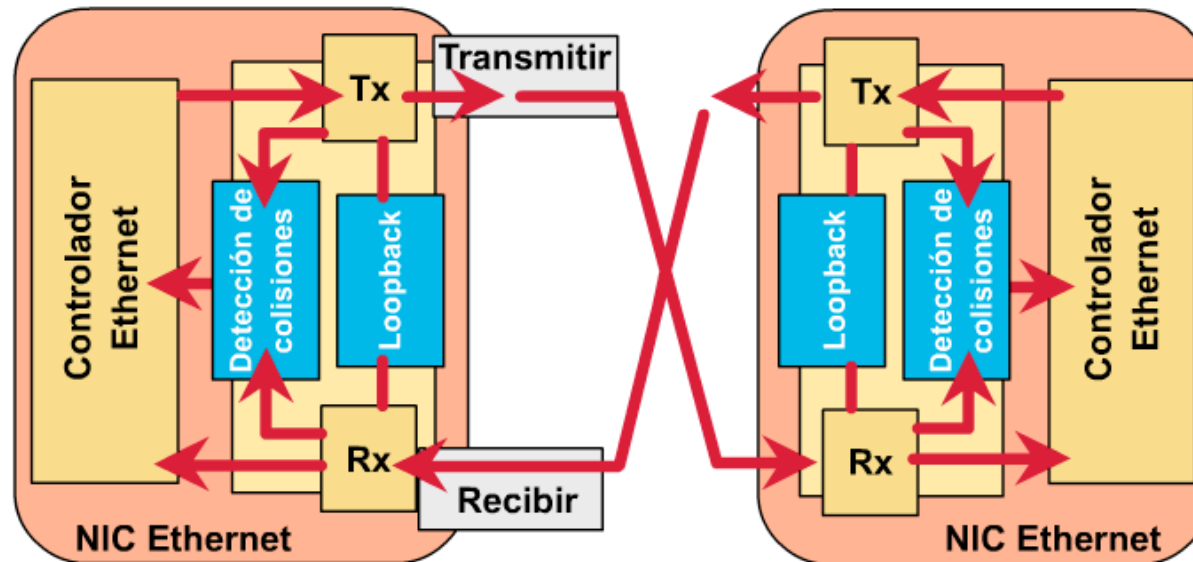 Controlador
Ethernet
Tx
Detección de
colisiones
Loopback
Rx
NIC Ethernet
Transmitir
Recibir
Tx
Loopback
Detección de
colisiones
Rx
Controlador
Ethernet
NIC Ethernet